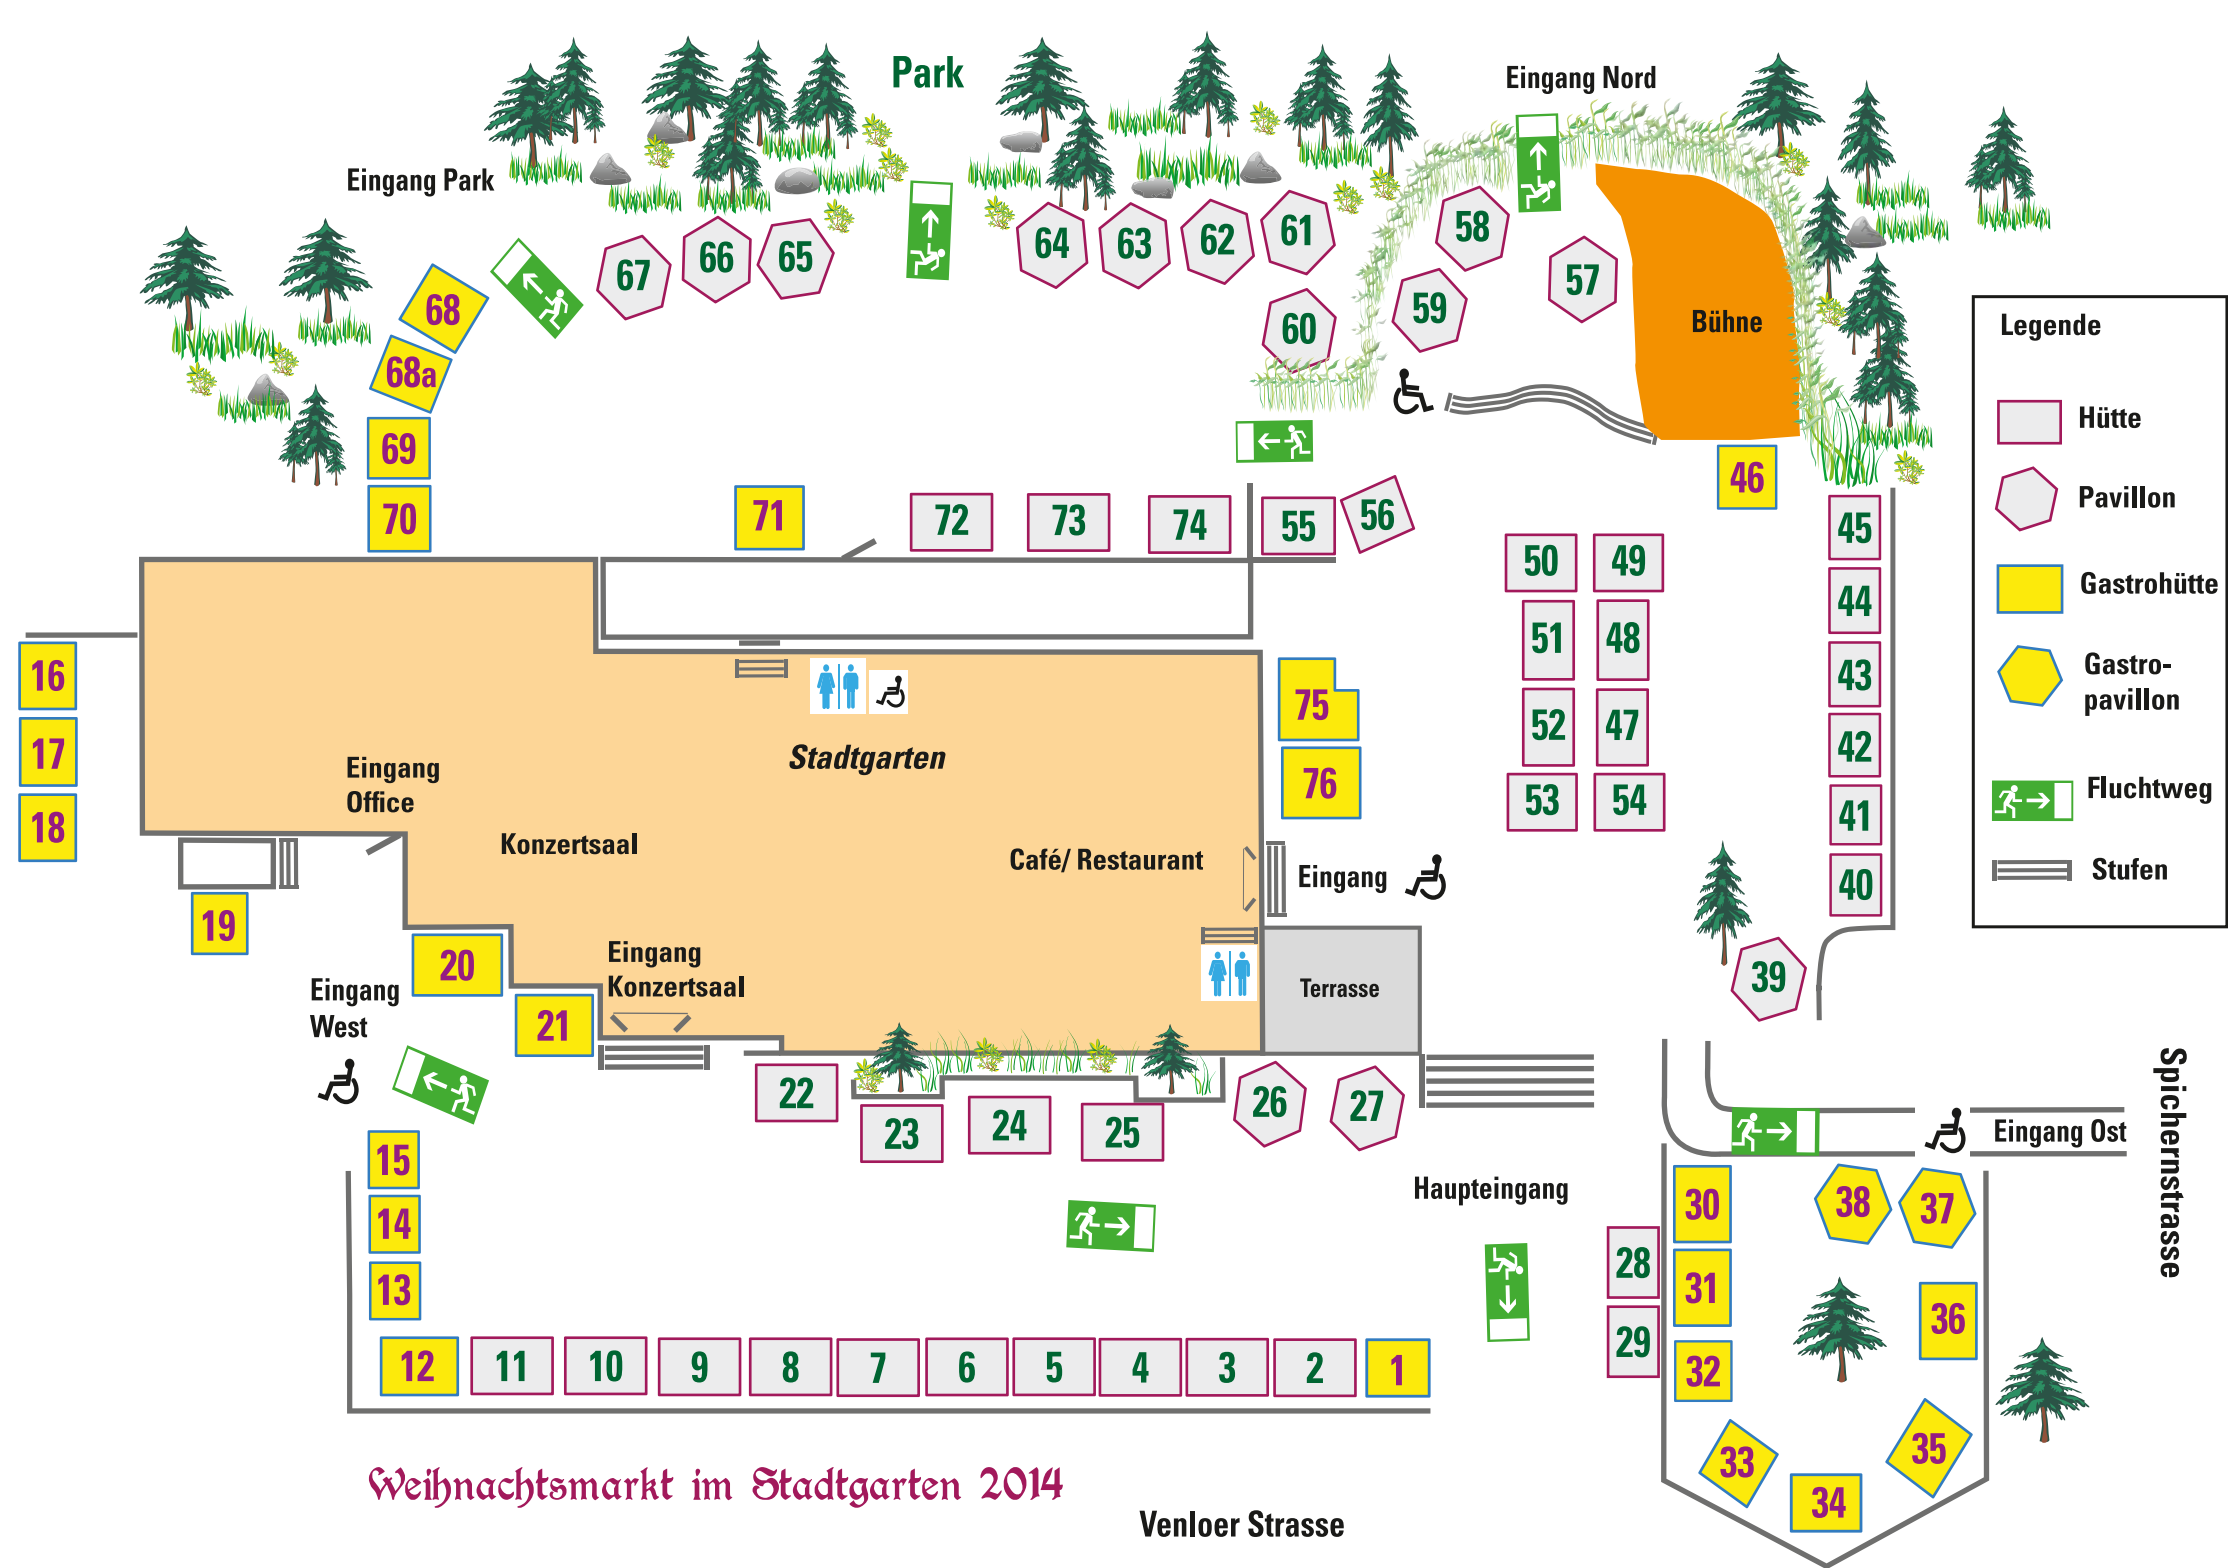 Park
Eingang Nord
Eingang Park
58
61
62
63
64
66
65
67
57
68
59
60
Bühne
68a
69
70
46
71
72
73
74
55
56
45
50
49
44
51
48
16
43
75
52
47
42
17
Stadtgarten
76
Eingang
Office
53
54
41
18
Konzertsaal
Café/ Restaurant
Eingang
40
19
20
Eingang
Konzertsaal
39
Terrasse
Eingang
West
21
22
26
27
23
24
25
Eingang Ost
Spichernstrasse
15
Haupteingang
30
38
37
14
28
31
13
36
29
32
12
11
10
9
8
7
6
5
4
3
2
1
33
35
34
Weihnachtsmarkt im Stadtgarten 2014
Venloer Strasse
Legende
Hütte
Pavillon
Gastrohütte
Gastro-
pavillon
Fluchtweg
Stufen